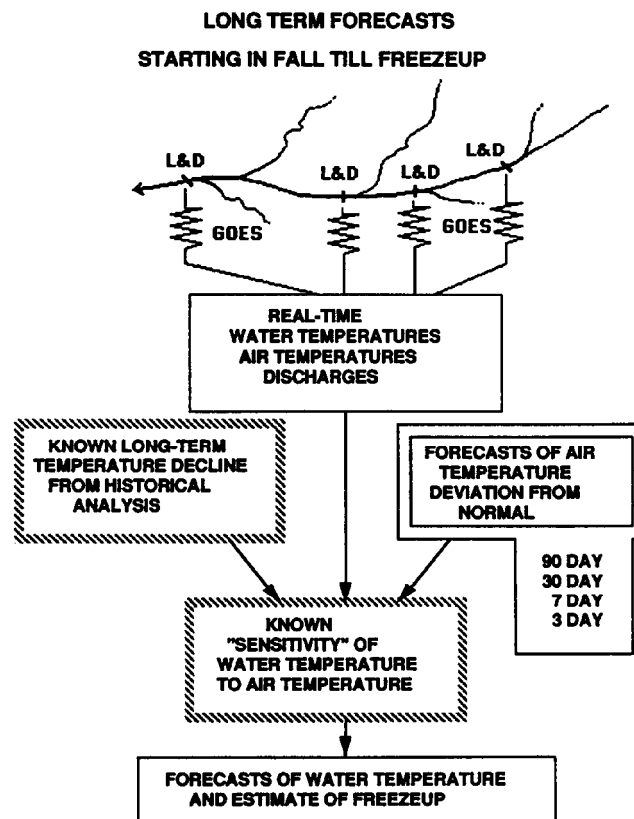 LONG TERM FORECASTS
STARTING IN FALL TILL FREEZEUP
L&D
L&D
L&D
L&D
GOES
GOES
REAL-TIME
WATER TEMPERATURES
AIR TEMPERATURES
DISCHARGES
KNOWN LONG-TERM
TEMPERATURE DECLINE
FROM HISTORICAL
ANALYSIS
FORECASTS OF AIR
TEMPERATURE
DEVIATION FROM
NORMAL
90 DAY
30 DAY
7 DAY
3 DAY
KNOWN
"SENSITIVITY" OF
WATER TEMPERATURE
TO AIR TEMPERATURE
FORECASTS OF WATER TEMPERATURE
AND ESTIMATE OF FREEZEUP